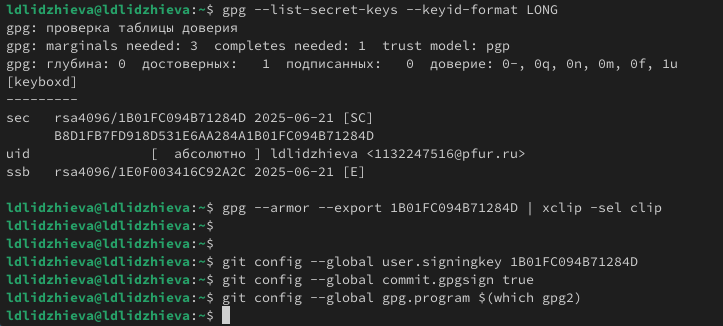 ldlidzhieva@ldlidzhieva:~$ gpg --list-secret-keys --keyid-format LONG
gpg: проверка таблицы доверия
gpg: marginals needed: 3  completes needed: 1  trust model: pgp
gpg: глубина: 0  достоверных:   1  подписанных:   0  доверие: 0-, 0q, 0n, 0m, 0f, 1u
[keyboxd]
---------
sec   rsa4096/1B01FC094B71284D 2025-06-21 [SC]
      B8D1FB7FD918D531E6AA284A1B01FC094B71284D
uid               [  абсолютно ] ldlidzhieva <1132247516@pfur.ru>
ssb   rsa4096/1E0F003416C92A2C 2025-06-21 [E]

ldlidzhieva@ldlidzhieva:~$ gpg --armor --export 1B01FC094B71284D | xclip -sel clip
ldlidzhieva@ldlidzhieva:~$
ldlidzhieva@ldlidzhieva:~$
ldlidzhieva@ldlidzhieva:~$ git config --global user.signingkey 1B01FC094B71284D
ldlidzhieva@ldlidzhieva:~$ git config --global commit.gpgsign true
ldlidzhieva@ldlidzhieva:~$ git config --global gpg.program $(which gpg2)
ldlidzhieva@ldlidzhieva:~$